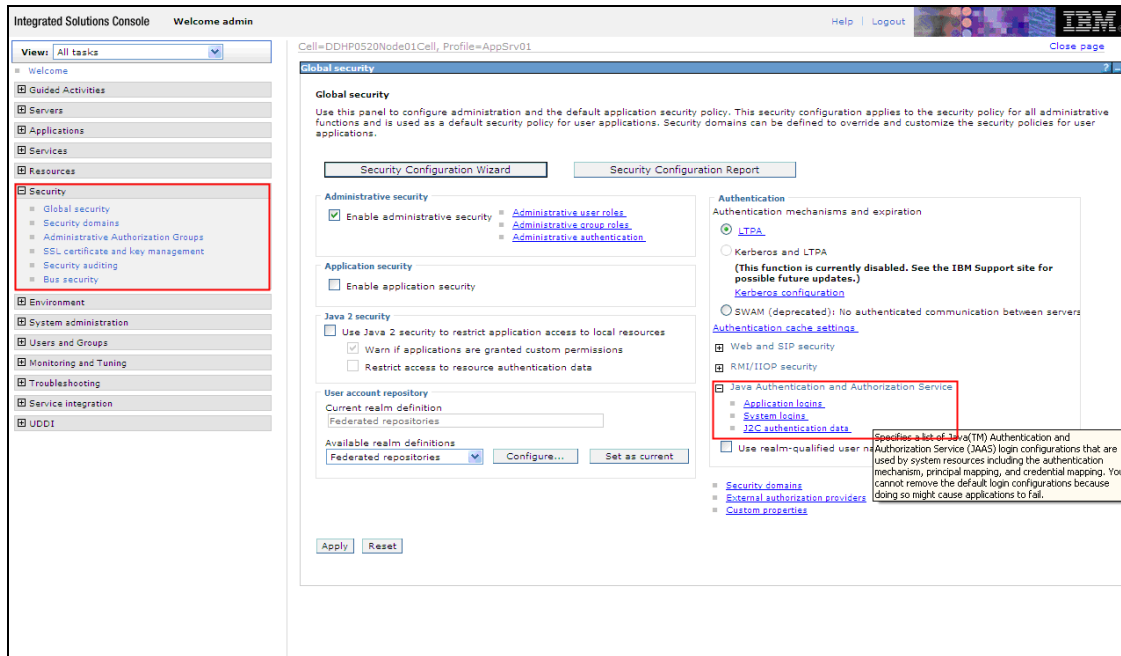 Integrated Solutions Console Welcome admin
Help | Logout
IBM
View: All tasks
Welcome
Guided Activities
Servers
Applications
Services
Resources
Security
Global security
Security domains
Administrative Authorization Groups
SSL certificate and key management
Security auditing
Bus security
Environment
System administration
Users and Groups
Monitoring and Tuning
Troubleshooting
Service integration
UDDI
Cell=DDHP0520Node01Cell, Profile=AppSrv01
Close page
Global security
?
Global security
Use this panel to configure administration and the default application security policy. This security configuration applies to the security policy for all administrative
functions and is used as a default security policy for user applications. Security domains can be defined to override and customize the security policies for user
applications.
Security Configuration Wizard
Security Configuration Report
Administrative security
Enable administrative security
Administrative user roles
Administrative group roles
Administrative authentication
Application security
Enable application security
Java 2 security
Use Java 2 security to restrict application access to local resources
Warn if applications are granted custom permissions
Restrict access to resource authentication data
User account repository
Current realm definition
Federated repositories
Available realm definitions
Federated repositories
Configure...
Set as current
Authentication
Authentication mechanisms and expiration
LTPA
Kerberos and LTPA
(This function is currently disabled. See the IBM Support site for
possible future updates.)
Kerberos configuration
SWAM (deprecated): No authenticated communication between servers
Authentication cache settings
Web and SIP security
RMI/IIOP security
Java Authentication and Authorization Service
Application logins
System logins
J2C authentication data
Use realm-qualified user
Specifies a list of Java(TM) Authentication and
Authorization Service (JAAS) login configurations that are
used by system resources including the authentication
mechanism, principal mapping, and credential mapping. You
cannot remove the default login configurations because
doing so might cause applications to fail.
Security domains
External authorization providers
Custom properties
Apply
Reset